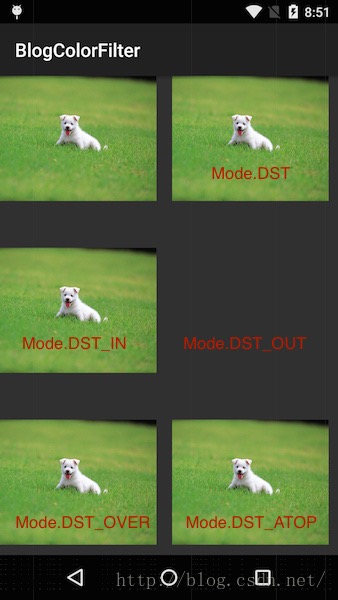 8:51
BlogColorFilter
Mode.DST
Mode.DST_IN
Mode.DST_OUT
Mode.DST_OVER
Mode.DST_ATOP
http://blog.csdn.net/